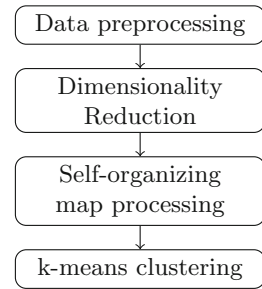 Data preprocessing
Dimensionality
Reduction
Self-organizing
map processing
k-means clustering